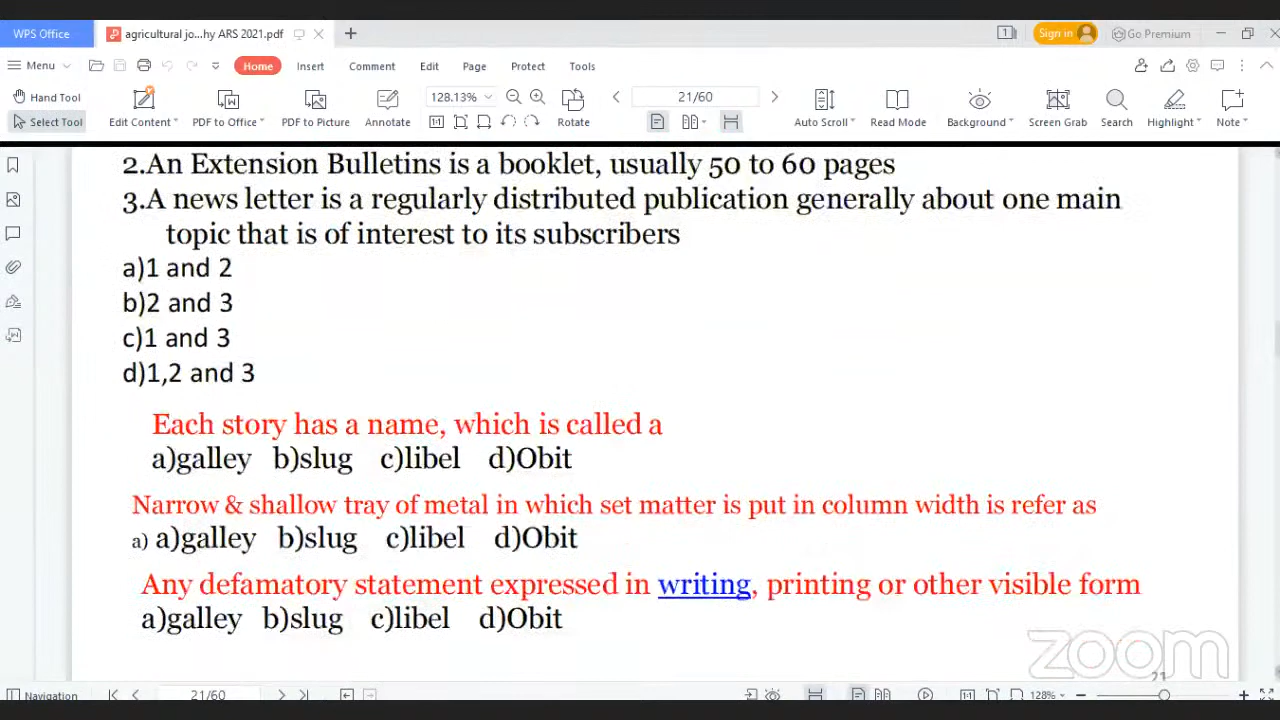 WPS Office
agricultural jo...hy ARS 2021.pdf
Sign in
Go Premium
Menu
Home
Insert
Comment
Edit
Page
Protect
Tools
Hand Tool
Select Tool
Edit Content
PDF to Office
PDF to Picture
Annotate
128.13%
Rotate
21/60
Auto Scroll
Read Mode
Background
Screen Grab
Search
Highlight
Note
2.An Extension Bulletins is a booklet, usually 50 to 60 pages
3.A news letter is a regularly distributed publication generally about one main
topic that is of interest to its subscribers
a)1 and 2
b)2 and 3
c)1 and 3
d)1,2 and 3
Each story has a name, which is called a
a)galley b)slug c)libel d)Obit
Narrow & shallow tray of metal in which set matter is put in column width is refer as
a) a)galley b)slug c)libel d)Obit
Any defamatory statement expressed in writing, printing or other visible form
a)galley b)slug c)libel d)Obit
zoom
21
Navigation
21/60
128%